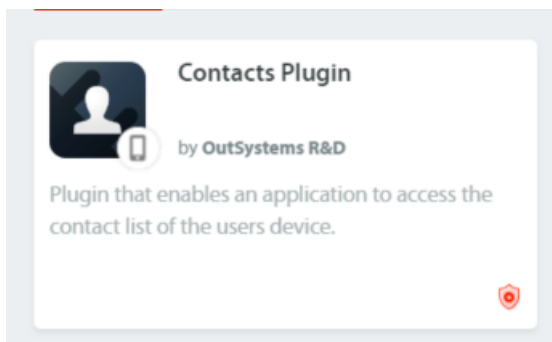 Contacts Plugin
by OutSystems R&D
Plugin that enables an application to access the
contact list of the users device.